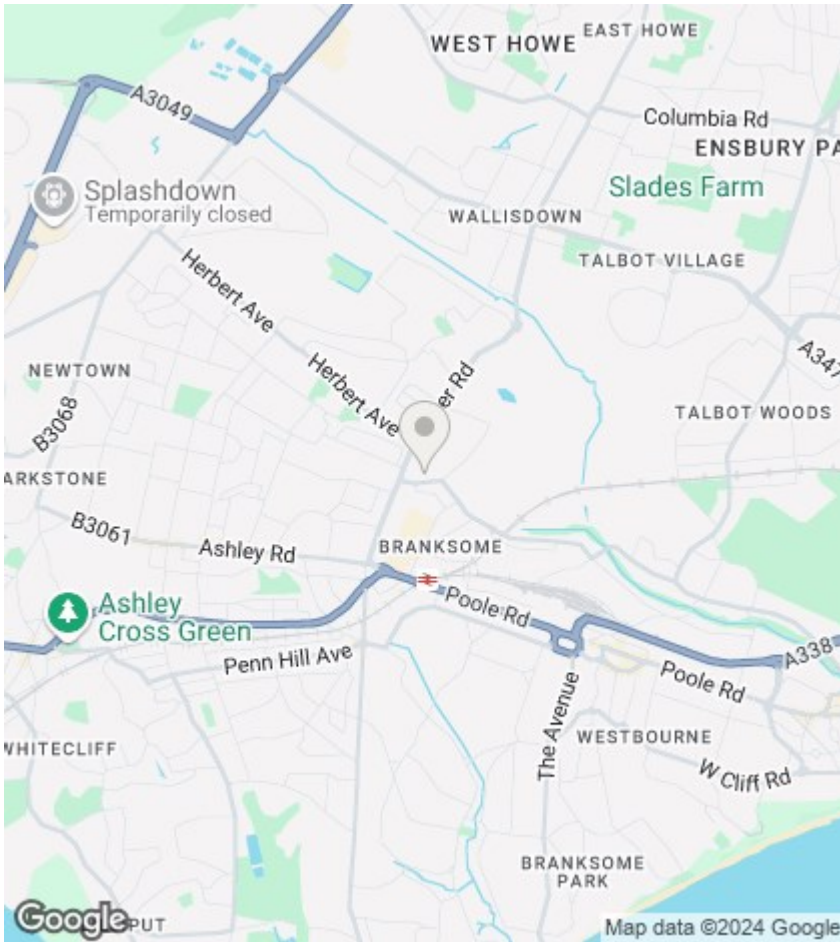 WEST HOWE
EAST HOWE
A3049
Columbia Rd
ENSBURY PA
Splashdown
Temporarily closed
Slades Farm
WALLISDOWN
TALBOT VILLAGE
Herbert Ave
A347
NEWTOWN
Herbert Ave
er Rd
B3068
TALBOT WOODS
ARKSTONE
B3061
Ashley Rd
BRANKSOME
Ashley
Cross Green
Poole Rd
Penn Hill Ave
A338
Poole Rd
The Avenue
WHITECLIFF
WESTBOURNE
W Cliff Rd
BRANKSOME
PARK
Google
PUT
Map data ©2024 Google